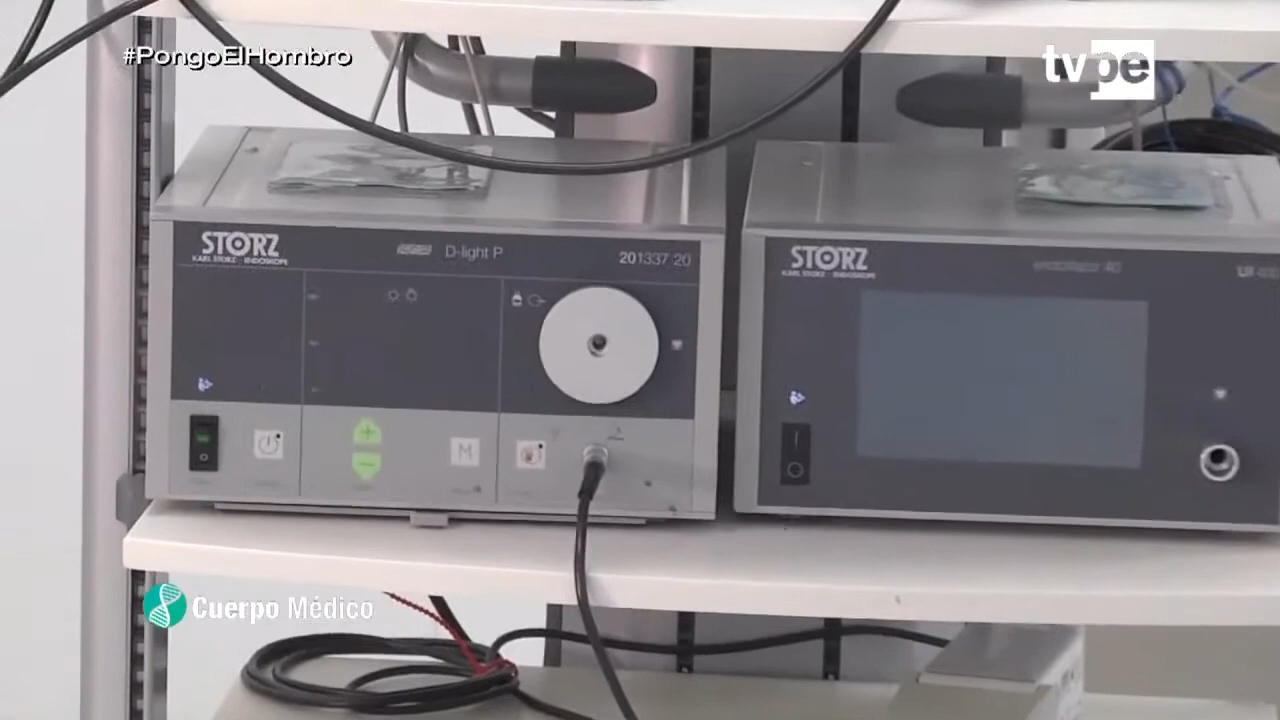 #PongoElHombro
tvpe
STORZ
KARL STORZ - ENDOSKOPE
D-light P
201337 20
STORZ
KARL STORZ - ENDOSKOPE
M
Cuerpo Médico